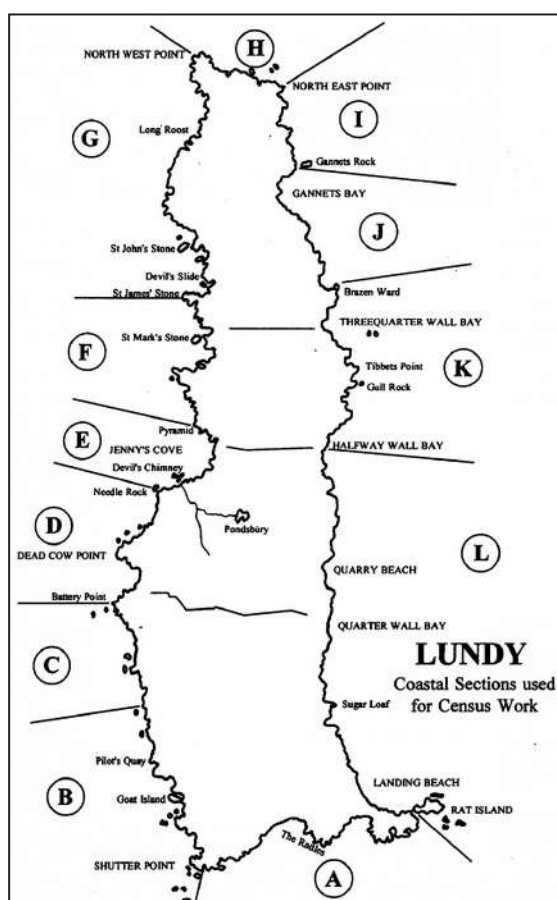 H
NORTH WEST POINT
NORTH EAST POINT
I
G
Long Roost
Gannets Rock
GANNETS BAY
J
St John's Stone
Devil's Slide
Brazen Ward
St James' Stone
THREEQUARTER WALL BAY
St Mark's Stone
F
Tibbets Point
K
Gull Rock
Pyramid
E
JENNY'S COVE
HALFWAY WALL BAY
Devil's Chimney
Needle Rock
D
Pondsbury
DEAD COW POINT
L
QUARRY BEACH
Battery Point
QUARTER WALL BAY
C
LUNDY
Coastal Sections used
for Census Work
Sugar Loaf
Pilot's Quay
LANDING BEACH
B
Goat Island
RAT ISLAND
The Rattles
SHUTTER POINT
A